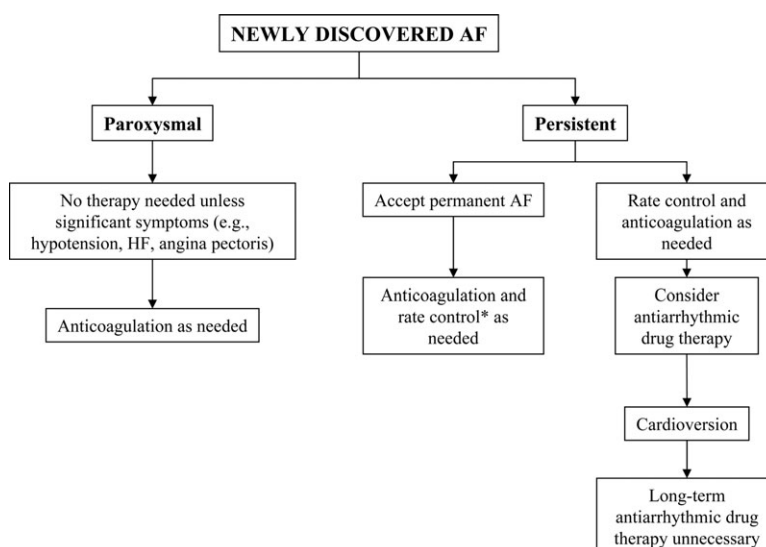 NEWLY DISCOVERED AF
Paroxysmal
Persistent
No therapy needed unless
significant symptoms (e.g.,
hypotension, HF, angina pectoris)
Accept permanent AF
Rate control and
anticoagulation as
needed
Anticoagulation as needed
Anticoagulation and
rate control* as
needed
Consider
antiarrhythmic
drug therapy
Cardioversion
Long-term
antiarrhythmic drug
therapy unnecessary